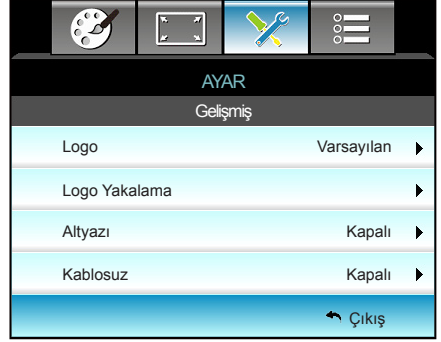 AYAR
Gelişmiş
Logo Varsayılan
Logo Yakalama
Altyazı Kapalı
Kablosuz Kapalı
Çıkış